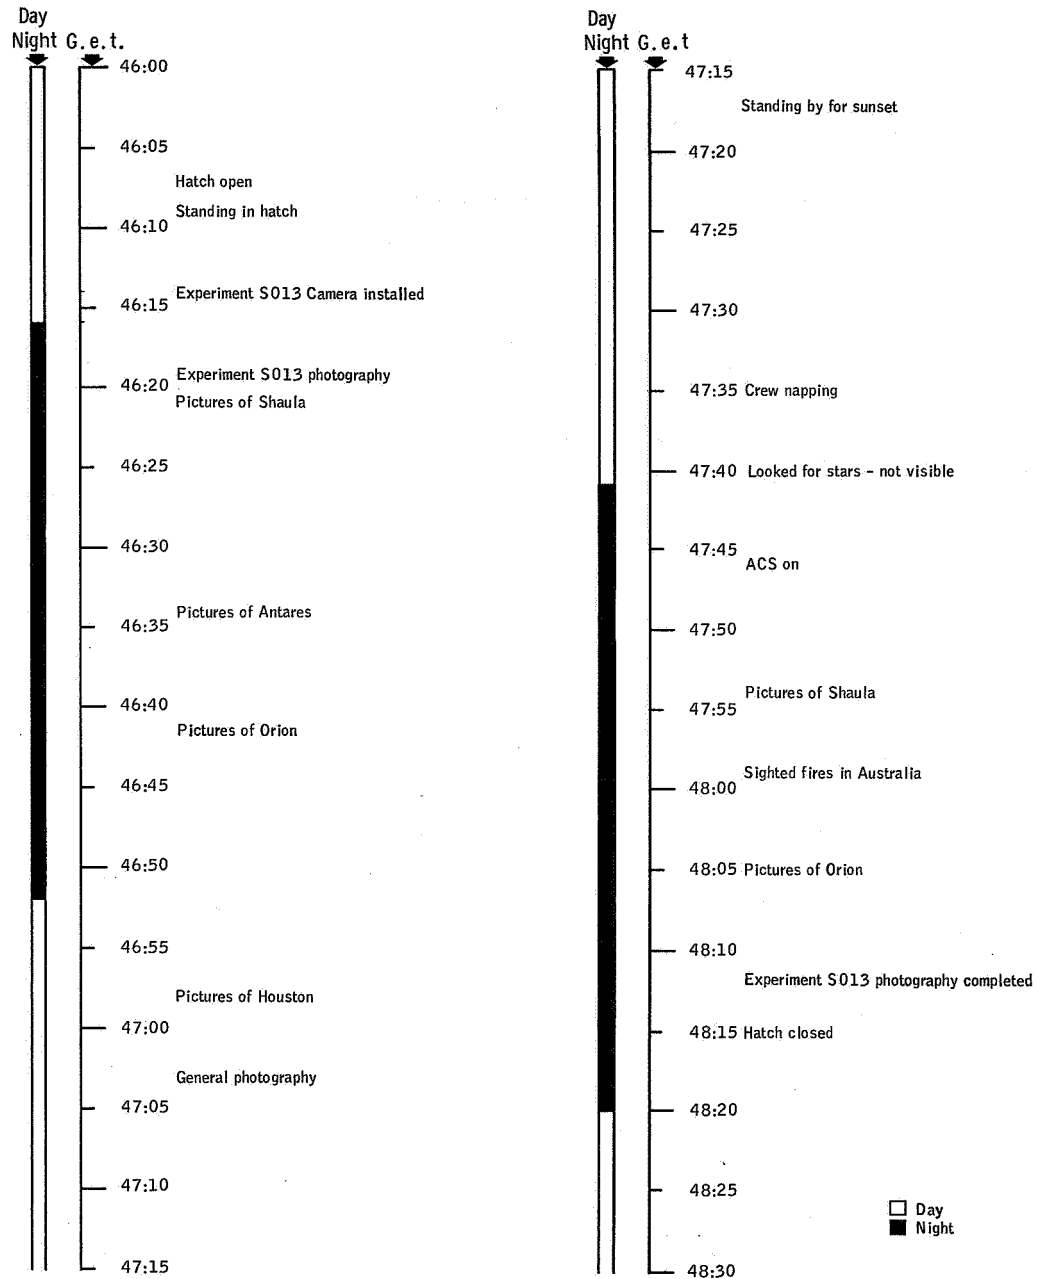 Day
Night G.e.t.
46:00
46:05
Hatch open
Standing in hatch
46:10
Experiment S013 Camera installed
46:15
Experiment S013 photography
46:20
Pictures of Shaula
46:25
46:30
Pictures of Antares
46:35
46:40
Pictures of Orion
46:45
46:50
46:55
Pictures of Houston
47:00
General photography
47:05
47:10
47:15
Day
Night G.e.t
47:15
Standing by for sunset
47:20
47:25
47:30
47:35 Crew napping
47:40 Looked for stars - not visible
47:45
ACS on
47:50
Pictures of Shaula
47:55
Sighted fires in Australia
48:00
48:05 Pictures of Orion
48:10
Experiment S013 photography completed
48:15 Hatch closed
48:20
48:25
48:30
Day
Night